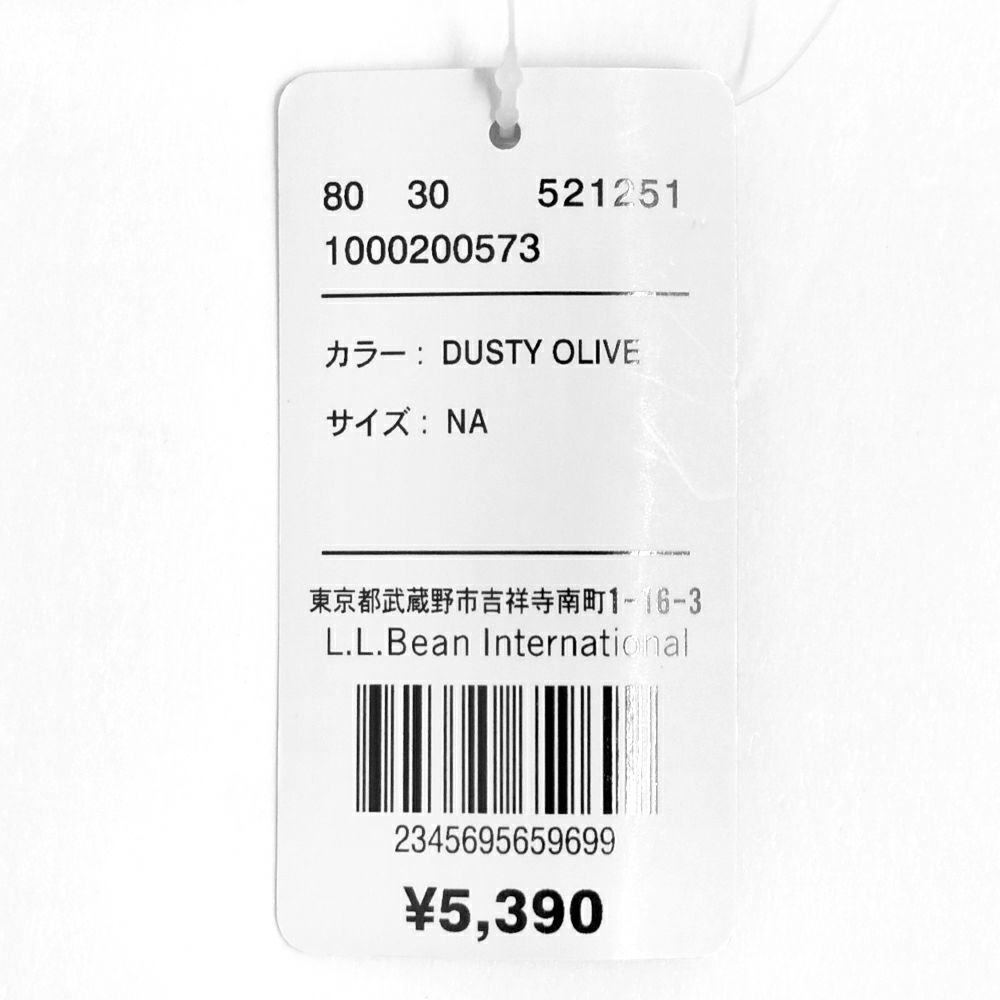 80 30 521251
1000200573
カラー： DUSTY OLIVE
サイズ： NA
東京都武蔵野市吉祥寺南町1-16-3
L.L.Bean International
2345695659699
¥5,390